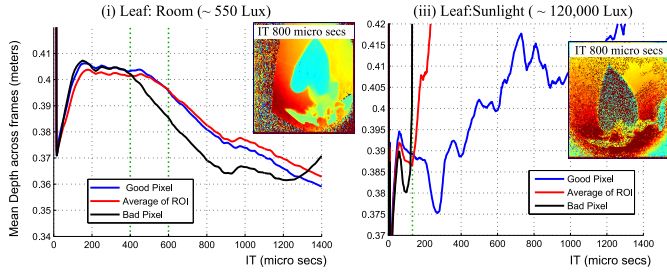 (i) Leaf: Room (~ 550 Lux)
IT 800 micro secs
Mean Depth across frames (meters)
0.41
0.4
0.39
0.38
0.37
0.36
0.35
0.34
0 200 400 600 800 1000 1200 1400
IT (micro secs)
Good Pixel
Average of ROI
Bad Pixel
(iii) Leaf:Sunlight ( ~ 120,000 Lux)
IT 800 micro secs
0.42
0.415
0.41
0.405
0.4
0.395
0.39
0.385
0.38
0.375
0.37
0 200 400 600 800 1000 1200 1400
IT (micro secs)
Good Pixel
Average of ROI
Bad Pixel